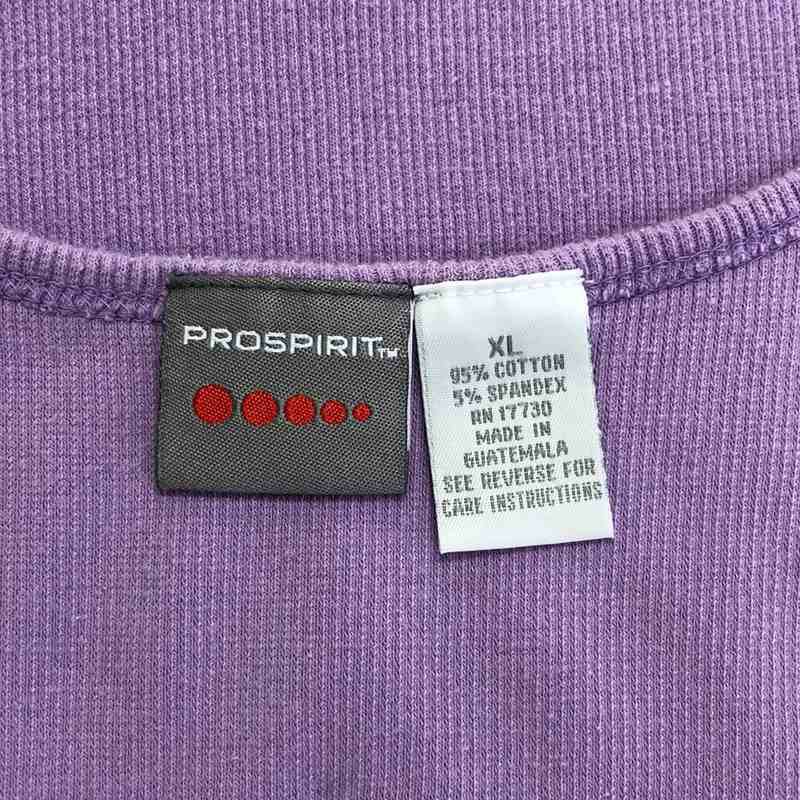 PROSPIRIT™
XL
95% COTTON
5% SPANDEX
RN 17730
MADE IN
GUATEMALA
SEE REVERSE FOR
CARE INSTRUCTIONS